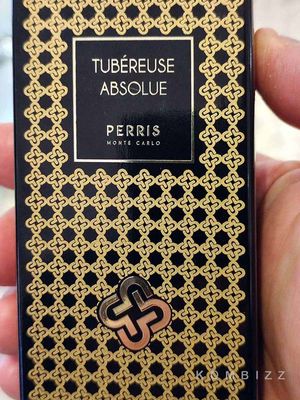 TUBÉREUSE
ABSOLUE
PERRIS
MONTE CARLO
KOMBIZZ